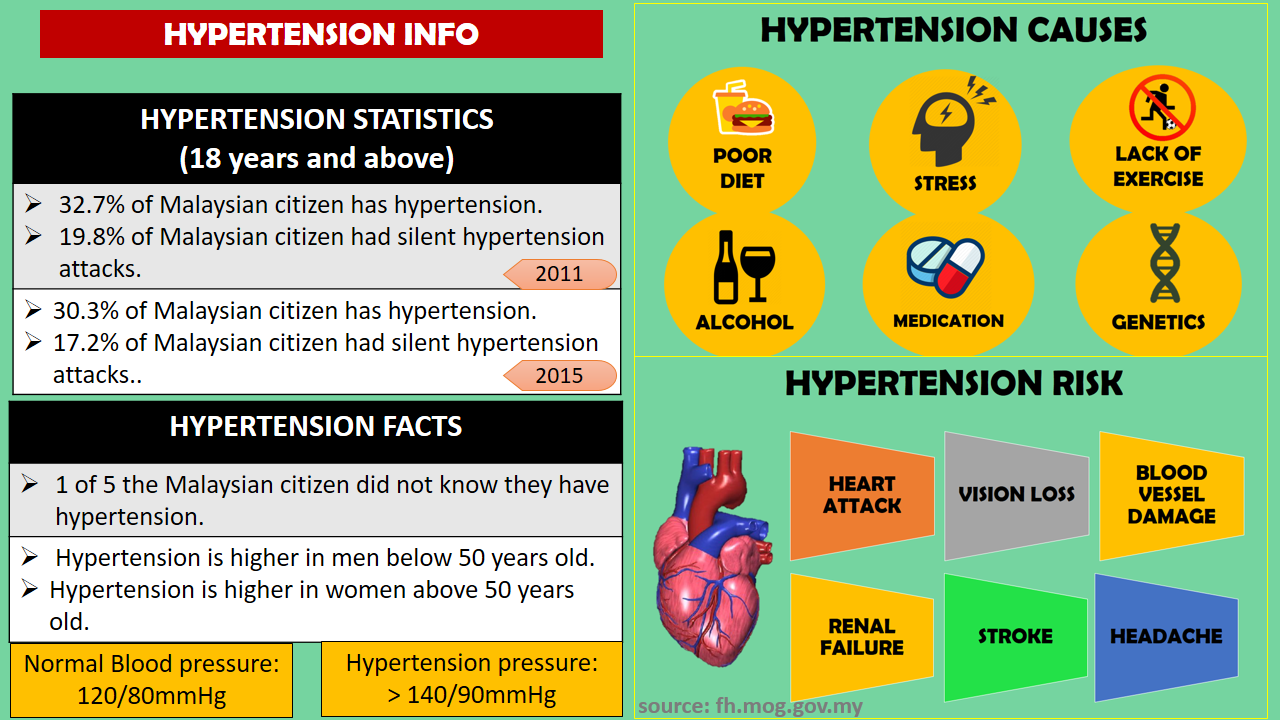 HYPERTENSION INFO
HYPERTENSION STATISTICS
(18 years and above)
32.7% of Malaysian citizen has hypertension.
19.8% of Malaysian citizen had silent hypertension
attacks.
2011
30.3% of Malaysian citizen has hypertension.
17.2% of Malaysian citizen had silent hypertension
attacks..
2015
HYPERTENSION FACTS
1 of 5 the Malaysian citizen did not know they have
hypertension.
Hypertension is higher in men below 50 years old.
Hypertension is higher in women above 50 years
old.
Normal Blood pressure:
120/80mmHg
Hypertension pressure:
> 140/90mmHg
HYPERTENSION CAUSES
POOR
DIET
STRESS
LACK OF
EXERCISE
ALCOHOL
MEDICATION
GENETICS
HYPERTENSION RISK
HEART
ATTACK
VISION LOSS
BLOOD
VESSEL
DAMAGE
RENAL
FAILURE
STROKE
HEADACHE
source: fh.mog.gov.my